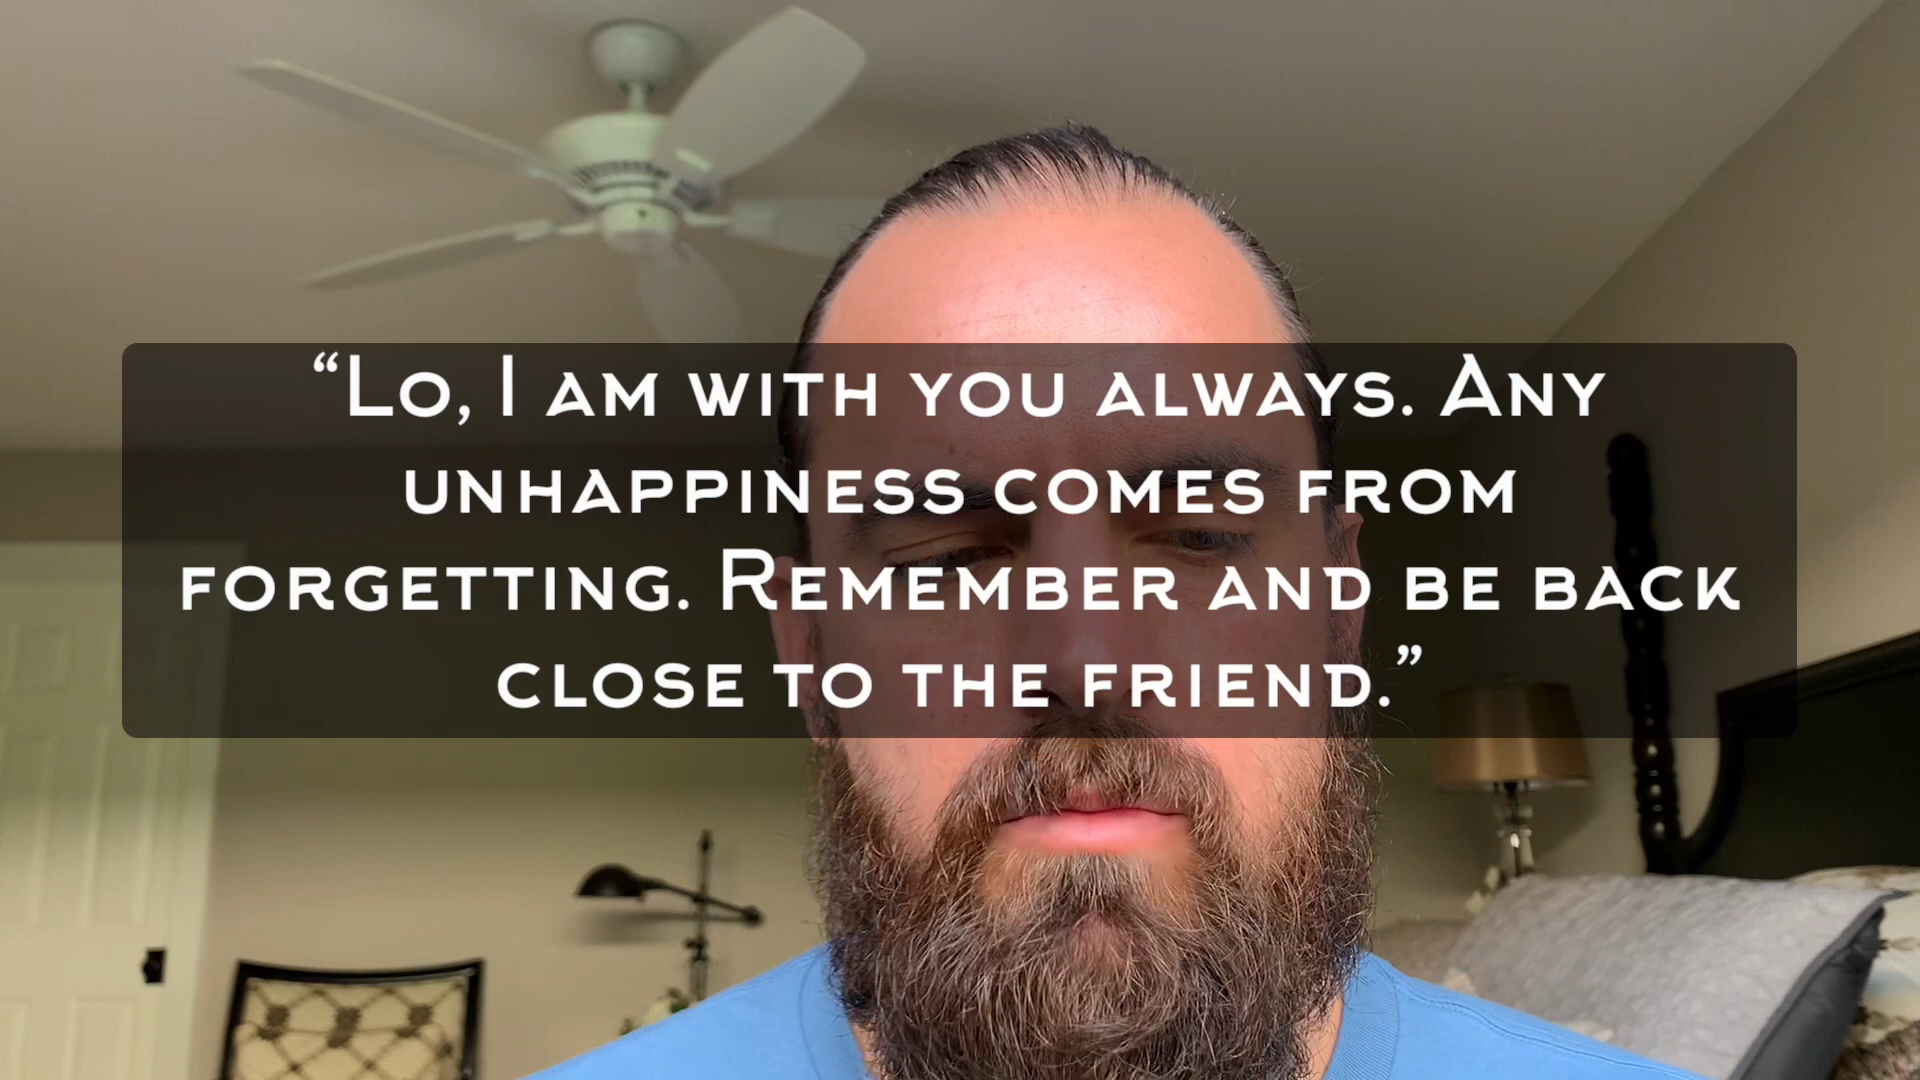 “Lo, I am with you always. Any
unhappiness comes from
forgetting. Remember and be back
close to the friend.”